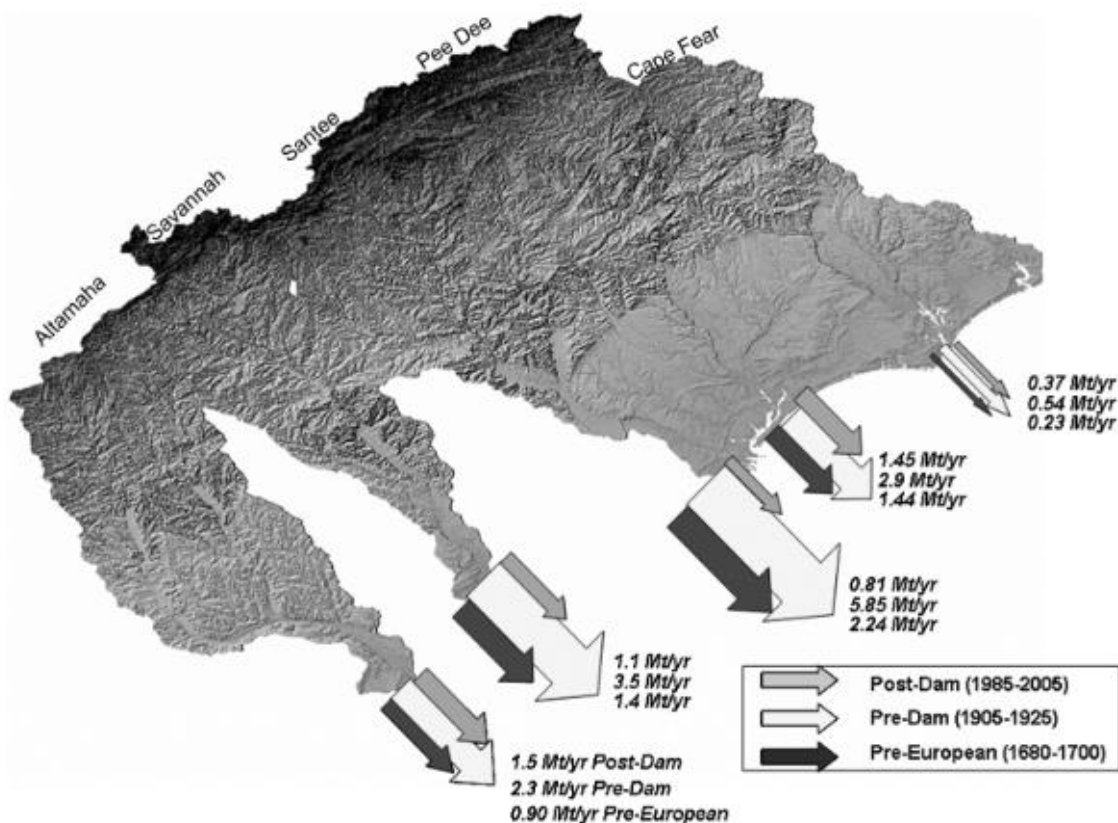 Pee Dee
Cape Fear
Santee
Savannah
Altamaha
0.37 Mt/yr
0.54 Mt/yr
0.23 Mt/yr
1.45 Mt/yr
2.9 Mt/yr
1.44 Mt/yr
0.81 Mt/yr
5.85 Mt/yr
2.24 Mt/yr
1.1 Mt/yr
3.5 Mt/yr
1.4 Mt/yr
1.5 Mt/yr Post-Dam
2.3 Mt/yr Pre-Dam
0.90 Mt/yr Pre-European
Post-Dam (1985-2005)
Pre-Dam (1905-1925)
Pre-European (1680-1700)